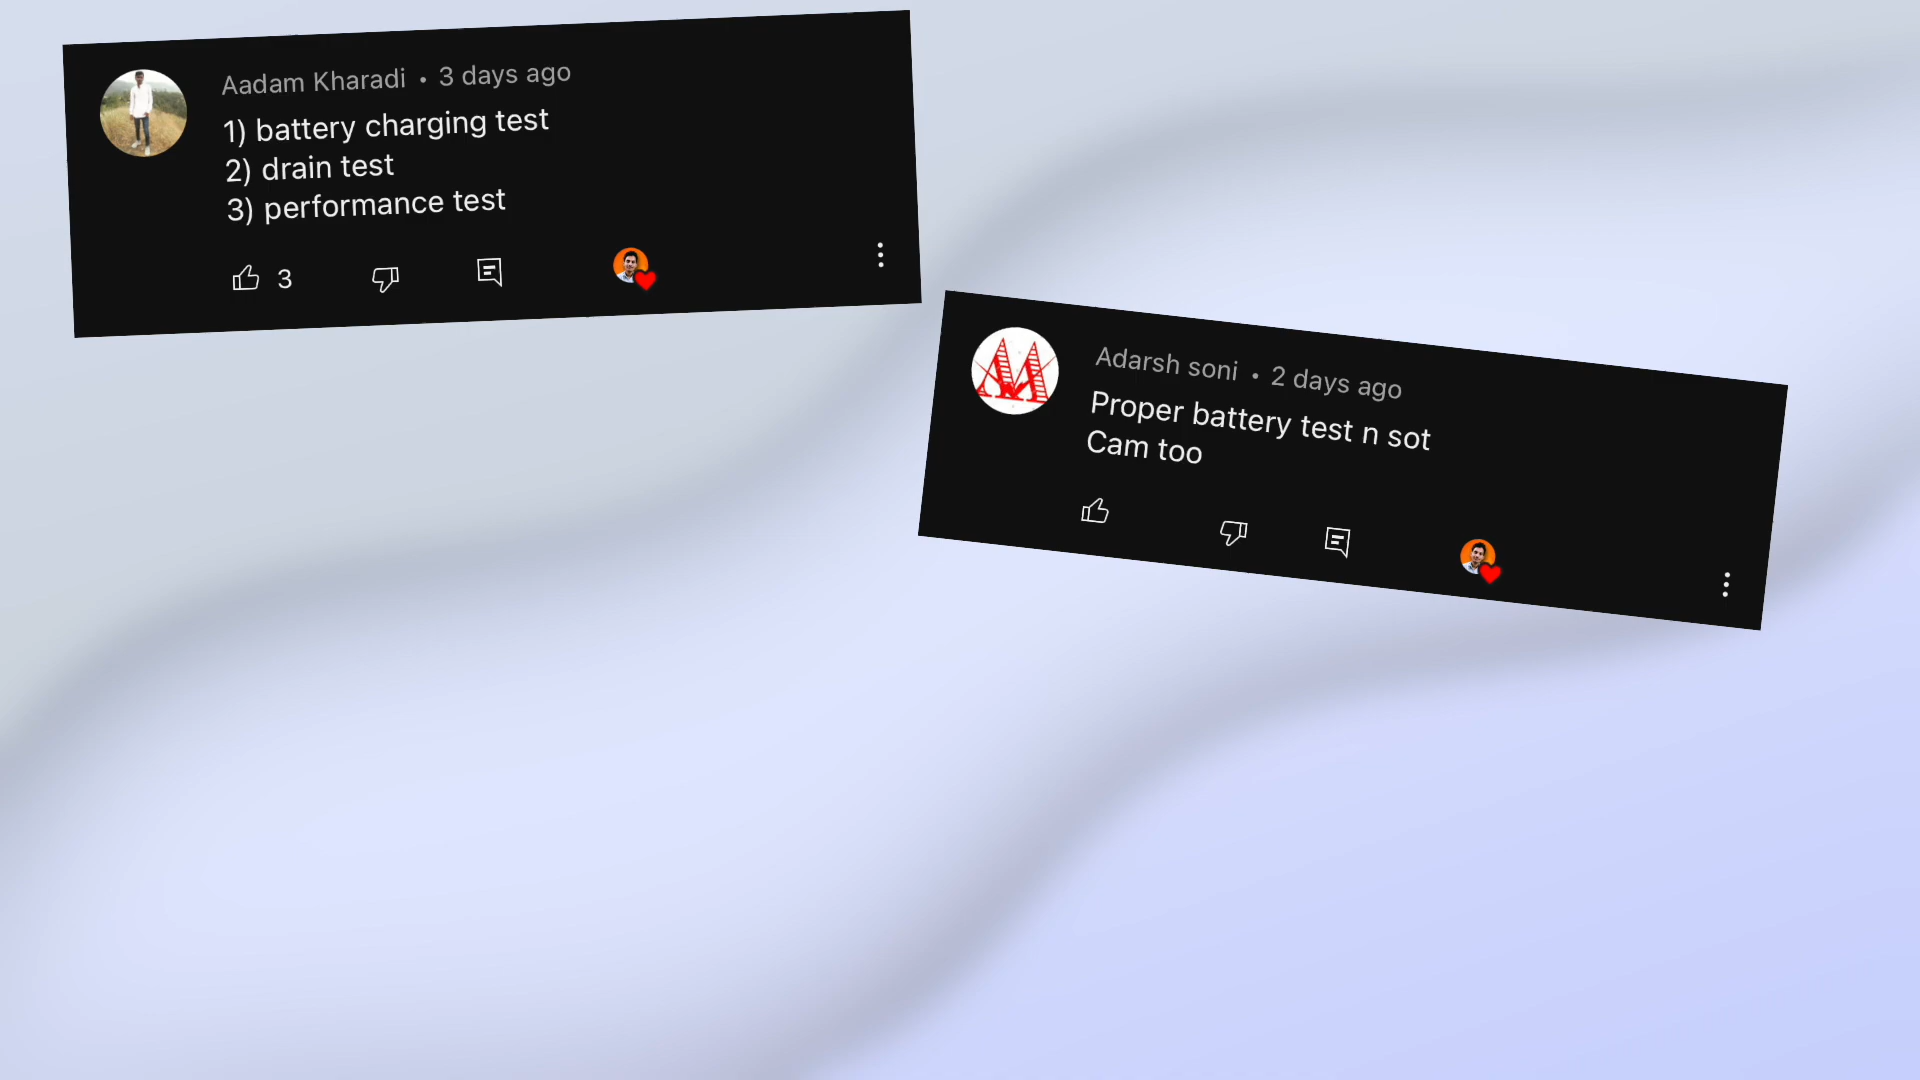 Aadam Kharadi • 3 days ago
1) battery charging test
2) drain test
3) performance test
3
Adarsh soni • 2 days ago
Proper battery test n sot
Cam too